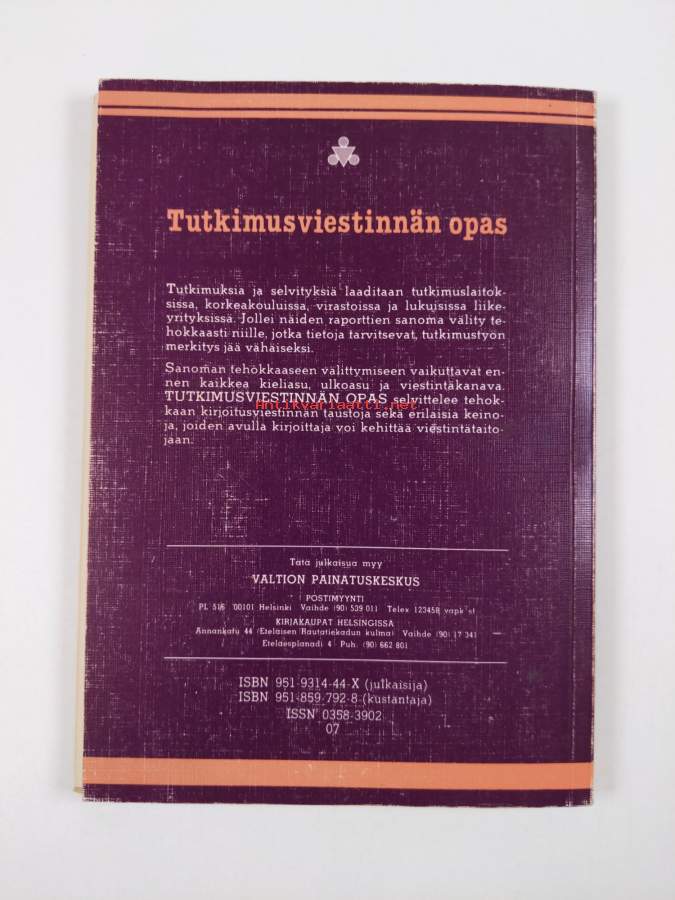 Tutkimusviestinnän opas
Tutkimuksia ja selvityksiä laaditaan tutkimuslaitok-
sissa, korkeakouluissa, virastoissa ja lukuisissa liike-
yrityksissä. Jollei näiden raporttien sanoma välity te-
hokkaasti niille, jotka tietoja tarvitsevat, tutkimustyön
merkitys jää vähäiseksi.
Sanoman tehokkaaseen välittymiseen vaikuttavat en-
nen kaikkea kieliasu, ulkoasu ja viestintäkanava.
TUTKIMUSVIESTINNÄN OPAS selvittelee tehok-
Antikvariaatti.net
kaan kirjoitusviestinnän taustoja sekä erilaisia keino-
ja, joiden avulla kirjoittaja voi kehittää viestintätaito-
jaan.
Tätä julkaisua myy
VALTION PAINATUSKESKUS
POSTIMYYNTI
PL 516 00101 Helsinki Vaihde (90) 539 011 Telex 123458 vapk sf
KIRJAKAUPAT HELSINGISSÄ
Annankatu 44 (Eteläisen Rautatiekadun kulma) Vaihde (90) 17 341
Eteläesplanadi 4 Puh. (90) 662 801
ISBN 951-9314-44-X (julkaisija)
ISBN 951-859-792-8 (kustantaja)
ISSN 0358-3902
07